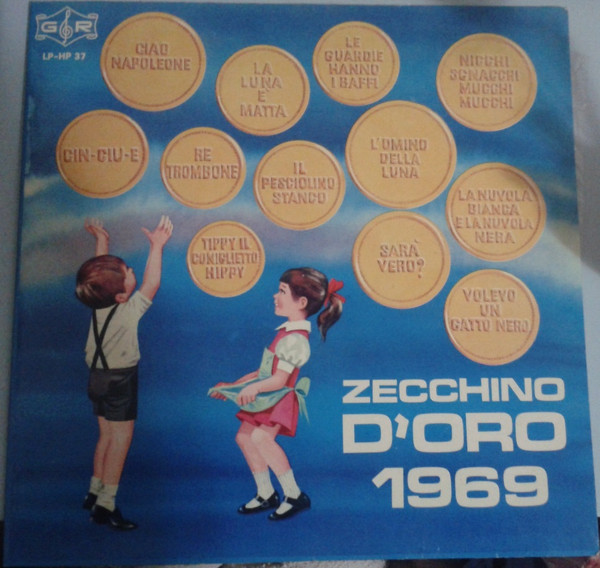 G R
LP-HP 37
CIAO
NAPOLEONE
LA
LUNA
E'
MATTA
LE
GUARDIE
HANNO
I BAFFI
NICCHI
SCNACCHI
MUCCHI
MUCCHI
CIN-CIU-E
RE
TROMBONE
IL
PESCIOLINO
STANCO
L'OMINO
DELLA
LUNA
LA NUVOLA
BIANCA
E LA NUVOLA
NERA
TIPPY IL
CONIGLIETTO
HIPPY
SARÀ
VERO?
VOLEVO
UN
GATTO NERO
ZECCHINO
D'ORO
1969